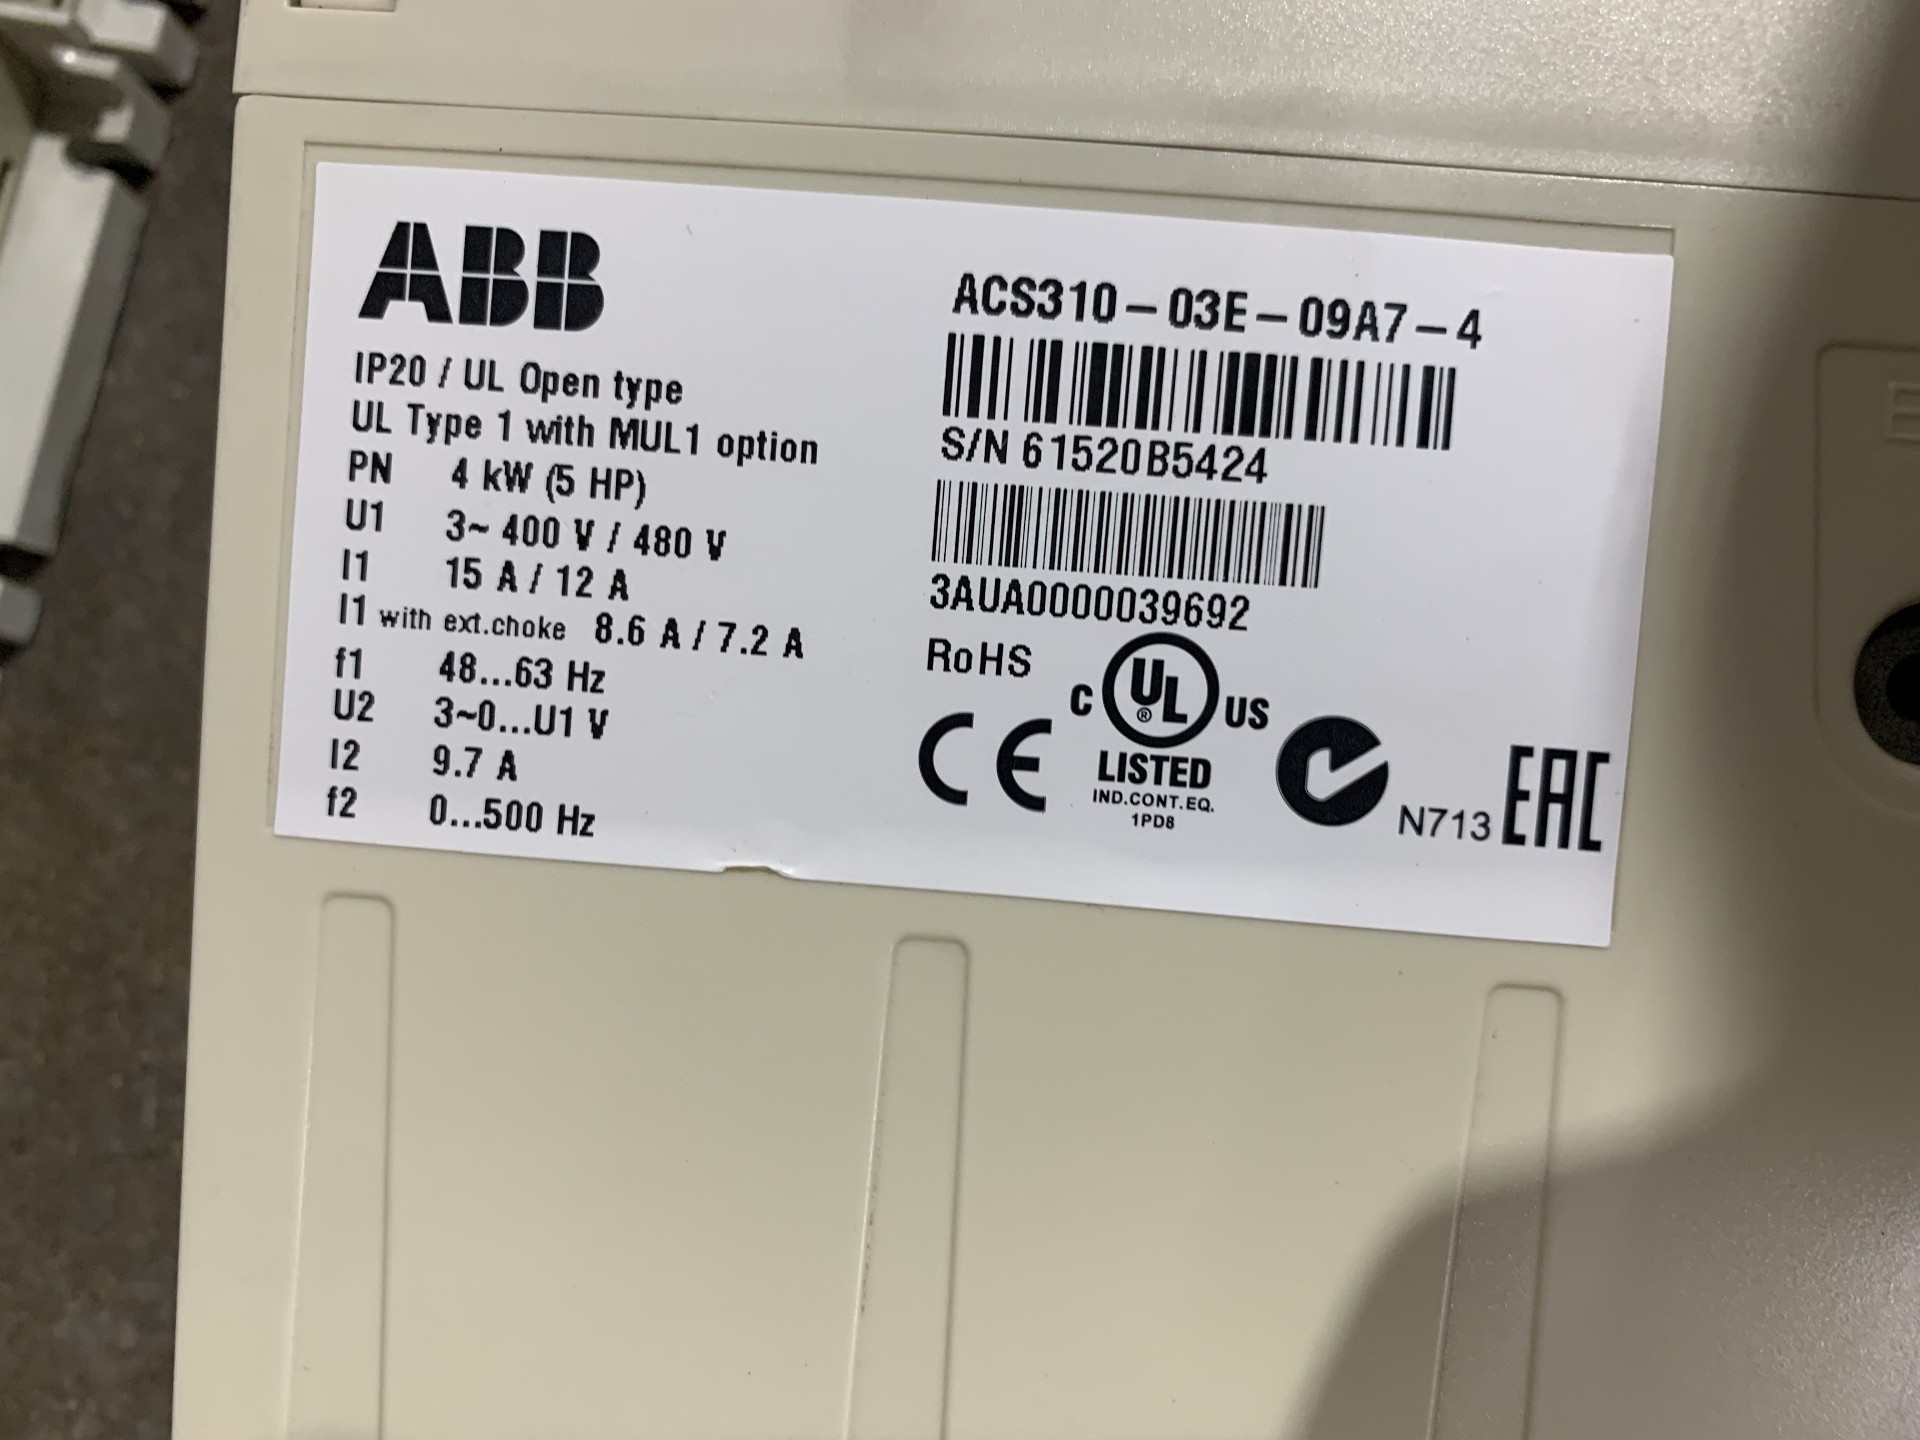 ABB
IP20 / UL Open type
UL Type 1 with MUL1 option
PN 4 kW (5 HP)
U1 3~ 400 V / 480 V
I1 15 A / 12 A
I1 with ext.choke 8.6 A / 7.2 A
f1 48...63 Hz
U2 3~0...U1 V
I2 9.7 A
f2 0...500 Hz
ACS310-03E-09A7-4
S/N 61520B5424
3AUA0000039692
RoHS
C UL ® US
LISTED
IND.CONT.EQ.
1PD8
CE
N713
EAC